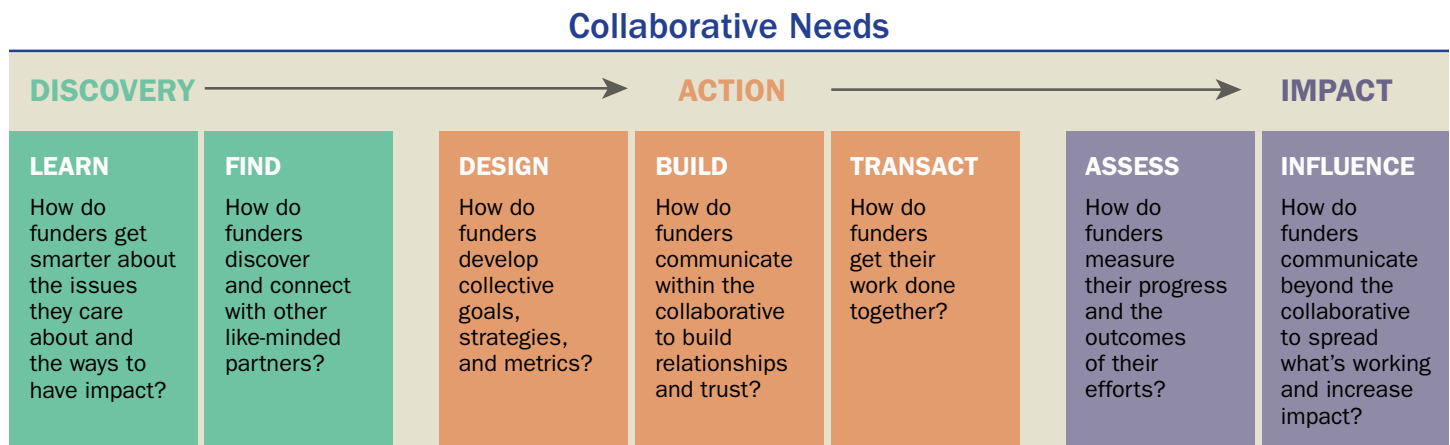 Collaborative Needs
DISCOVERY
ACTION
IMPACT
LEARN
How do
funders get
smarter about
the issues
they care
about and
the ways to
have impact?
FIND
How do
funders
discover
and connect
with other
like-minded
partners?
DESIGN
How do
funders
develop
collective
goals,
strategies,
and metrics?
BUILD
How do
funders
communicate
within the
collaborative
to build
relationships
and trust?
TRANSACT
How do
funders
get their
work done
together?
ASSESS
How do
funders
measure
their progress
and the
outcomes
of their
efforts?
INFLUENCE
How do
funders
communicate
beyond the
collaborative
to spread
what’s working
and increase
impact?